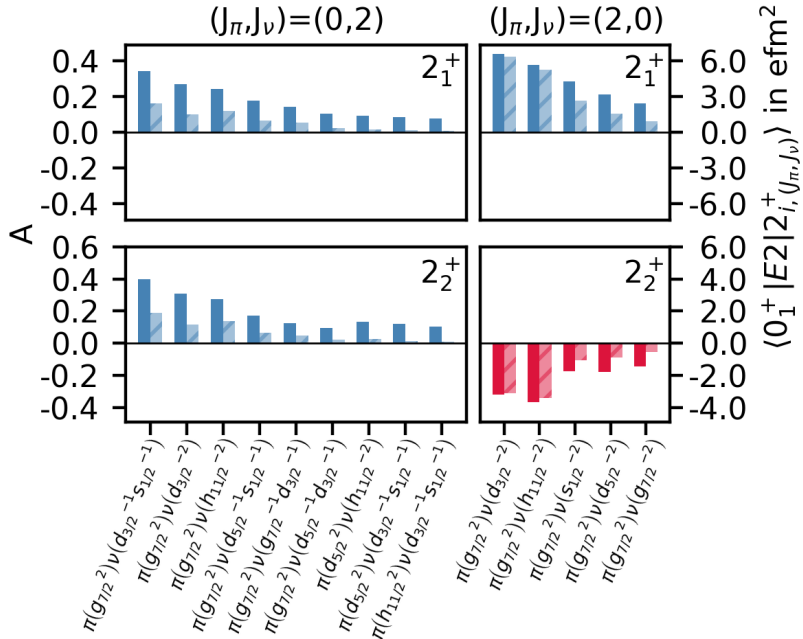 (Jπ,Jν)=(0,2) (Jπ,Jν)=(2,0)
0.4 2₁⁺ 2₁⁺ 6.0
0.2 3.0
0.0 0.0
-0.2 -3.0
-0.4 -6.0
A
⟨0₁⁺|E2|2⁺i,(Jπ,Jν)⟩ in efm²
0.6 2₂⁺ 2₂⁺ 6.0
0.4 4.0
0.2 2.0
0.0 0.0
-0.2 -2.0
-0.4 -4.0
π(g7/2²)ν(d3/2⁻¹s1/2⁻¹)
π(g7/2²)ν(d3/2⁻²)
π(g7/2²)ν(h11/2⁻²)
π(g7/2²)ν(d5/2⁻¹s1/2⁻¹)
π(g7/2²)ν(g7/2⁻¹d3/2⁻¹)
π(g7/2²)ν(d5/2⁻¹d3/2⁻¹)
π(d5/2²)ν(h11/2⁻²)
π(d5/2²)ν(d3/2⁻¹s1/2⁻¹)
π(h11/2²)ν(d3/2⁻¹s1/2⁻¹)
π(g7/2²)ν(d3/2⁻²)
π(g7/2²)ν(h11/2⁻²)
π(g7/2²)ν(s1/2⁻²)
π(g7/2²)ν(d5/2⁻²)
π(g7/2²)ν(g7/2⁻²)